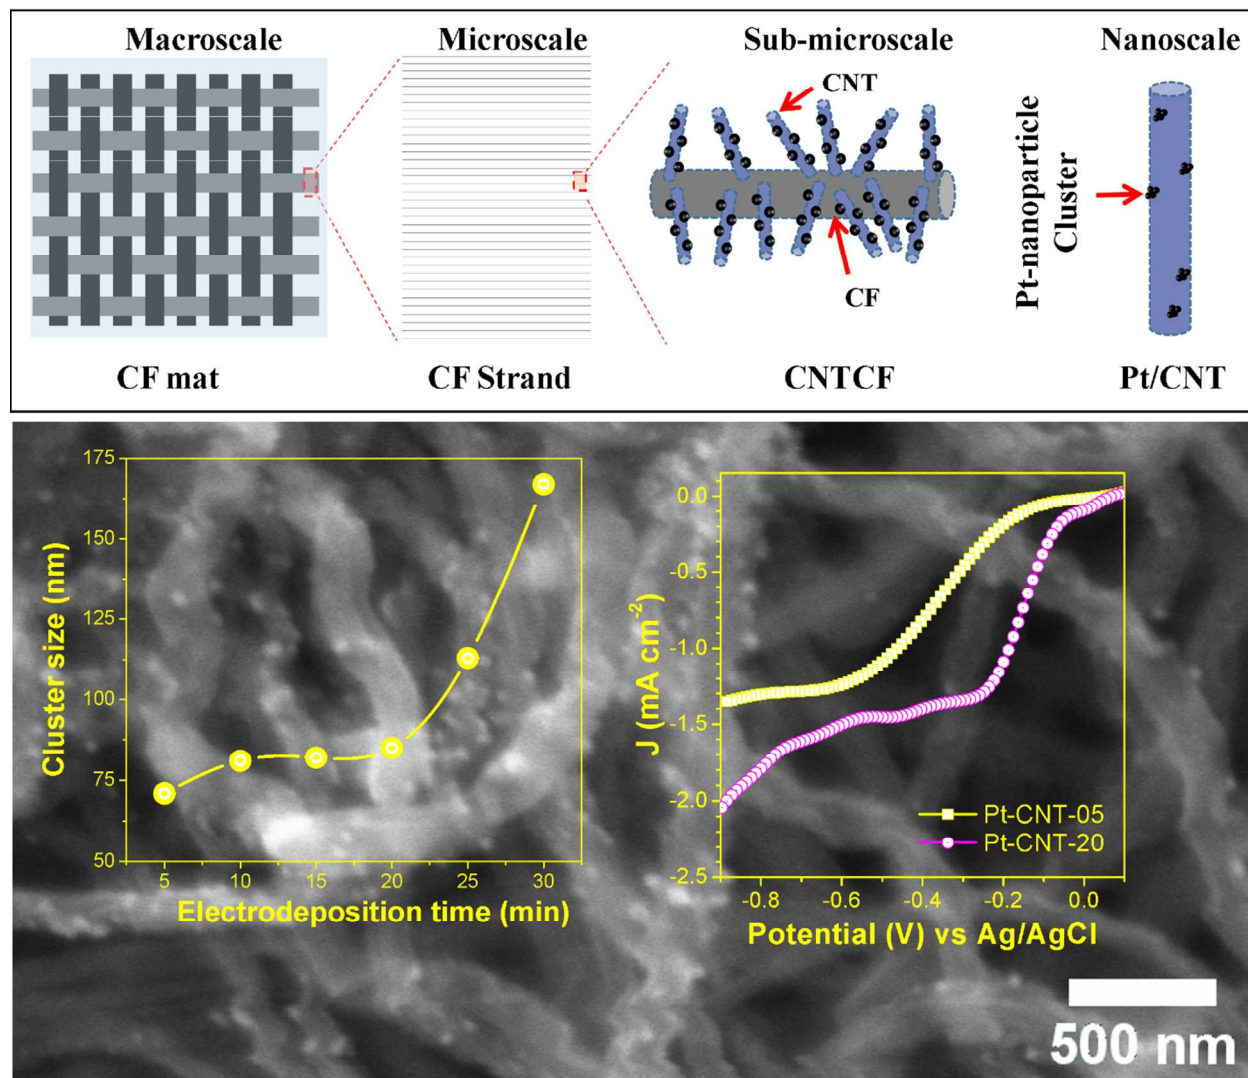 Macroscale
Microscale
Sub-microscale
Nanoscale
CNT
CF
Pt-nanoparticle
Cluster
CF mat
CF Strand
CNTCF
Pt/CNT
175
150
125
100
75
50
Cluster size (nm)
5 10 15 20 25 30
Electrodeposition time (min)
0.0
-0.5
-1.0
-1.5
-2.0
-2.5
J (mA cm⁻²)
Pt-CNT-05
Pt-CNT-20
-0.8 -0.6 -0.4 -0.2 0.0
Potential (V) vs Ag/AgCl
500 nm